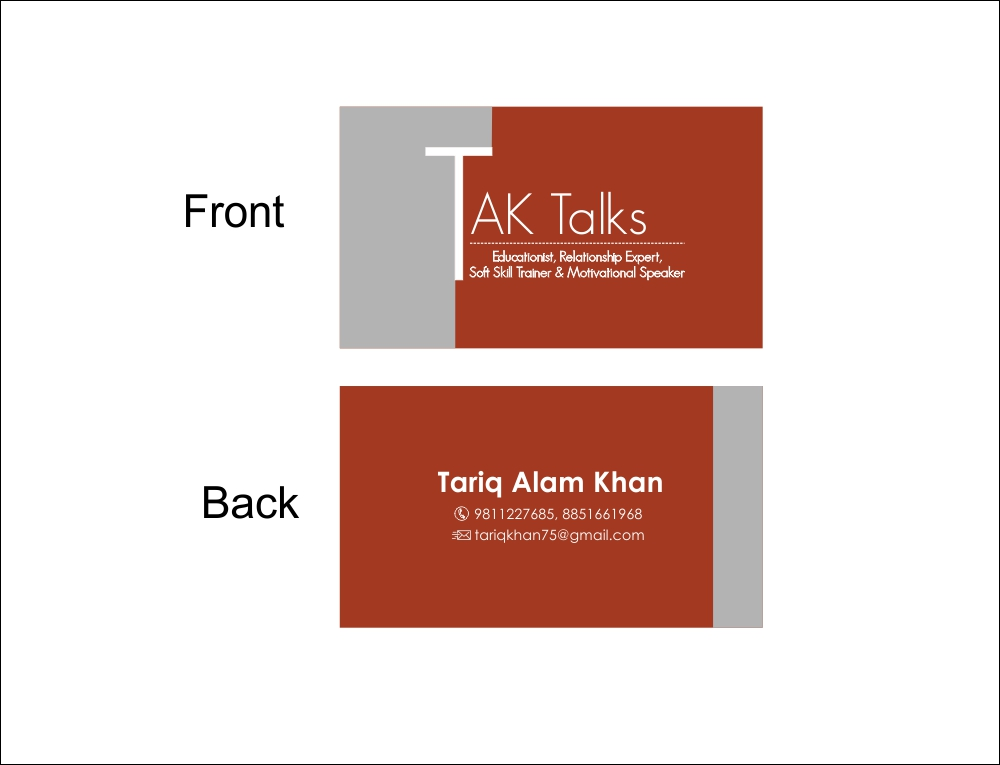 Front
TAK Talks
Educationist, Relationship Expert,
Soft Skill Trainer & Motivational Speaker
Back
Tariq Alam Khan
9811227685, 8851661968
tariqkhan75@gmail.com